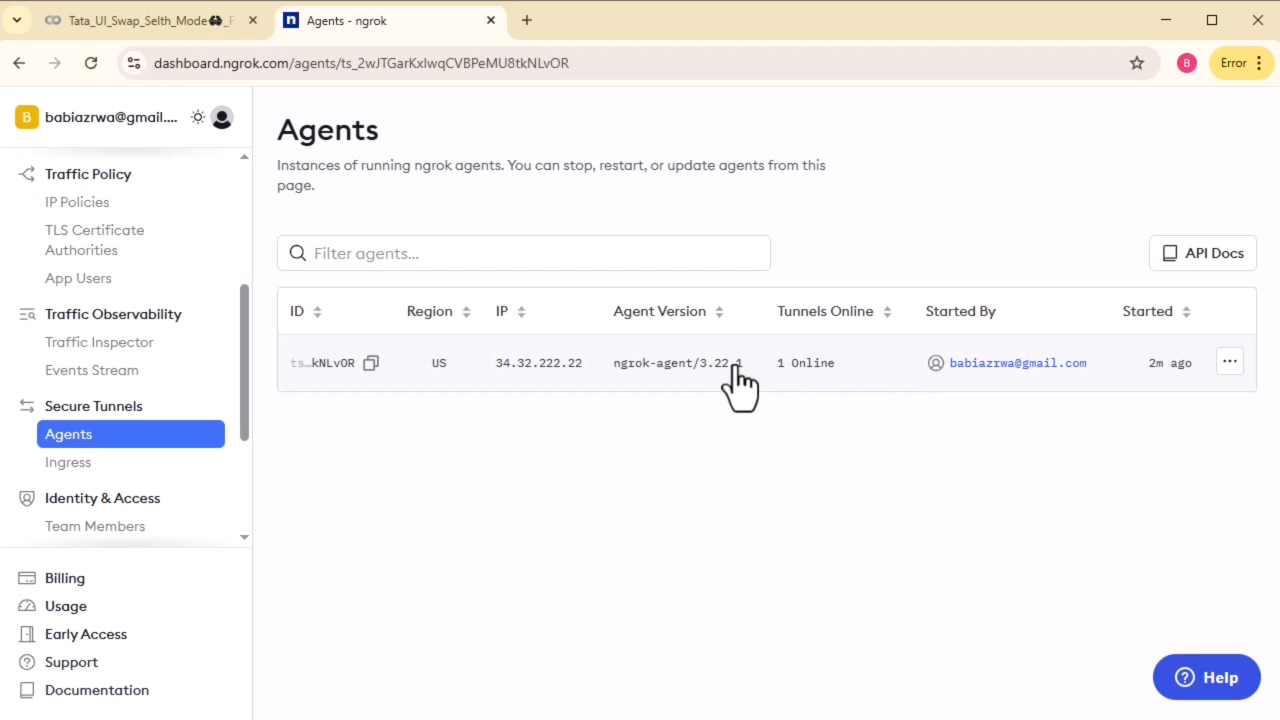 Tata_UI_Swap_Selth_Mode
Agents - ngrok
dashboard.ngrok.com/agents/ts_2wJTGarKxIwqCVBPeMU8tkNLvOR
B
Error
B
babiazrwa@gmail....
Traffic Policy
IP Policies
TLS Certificate
Authorities
App Users
Traffic Observability
Traffic Inspector
Events Stream
Secure Tunnels
Agents
Ingress
Identity & Access
Team Members
Billing
Usage
Early Access
Support
Documentation
Agents
Instances of running ngrok agents. You can stop, restart, or update agents from this
page.
Filter agents...
API Docs
ID Region IP Agent Version Tunnels Online Started By Started
ts…kNLvOR US 34.32.222.22 ngrok-agent/3.22.1 1 Online babiazrwa@gmail.com 2m ago
Help